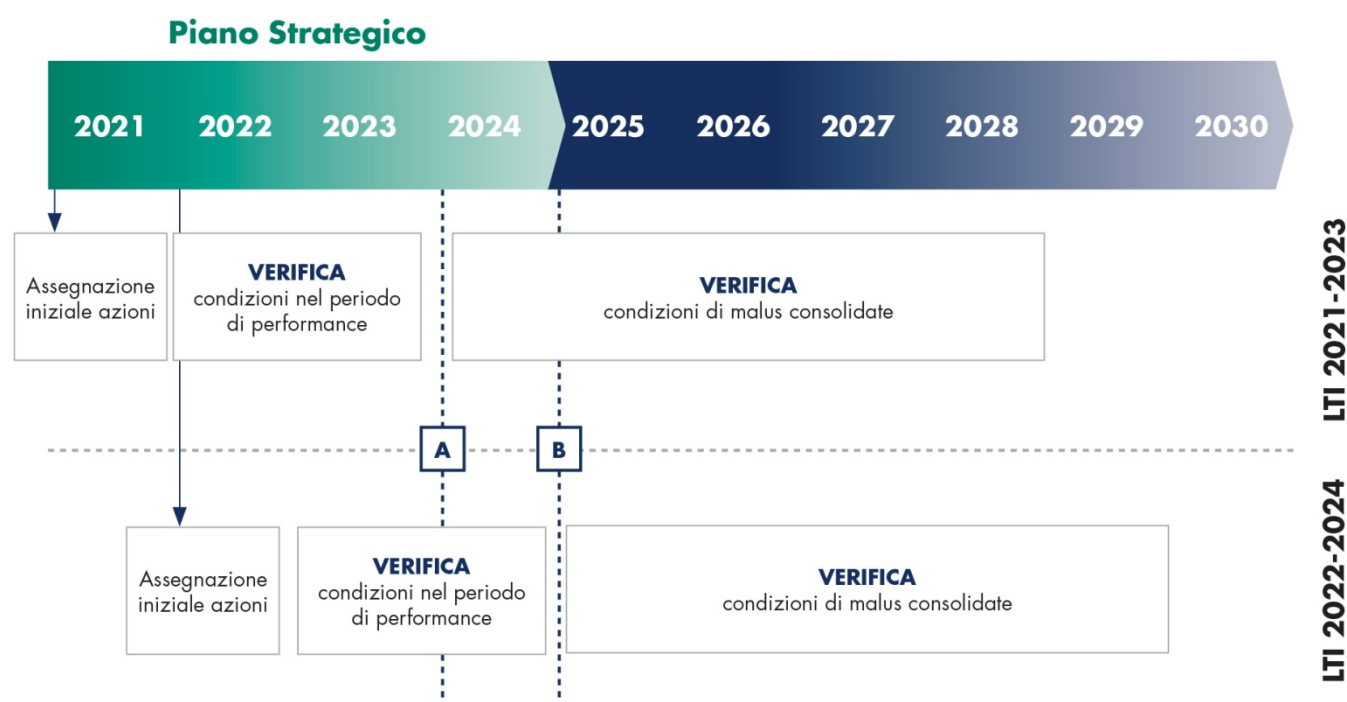 Piano Strategico
2021 2022 2023 2024 2025 2026 2027 2028 2029 2030
Assegnazione
iniziale azioni
VERIFICA
condizioni nel periodo
di performance
VERIFICA
condizioni di malus consolidate
LTI 2021-2023
A
B
Assegnazione
iniziale azioni
VERIFICA
condizioni nel periodo
di performance
VERIFICA
condizioni di malus consolidate
LTI 2022-2024